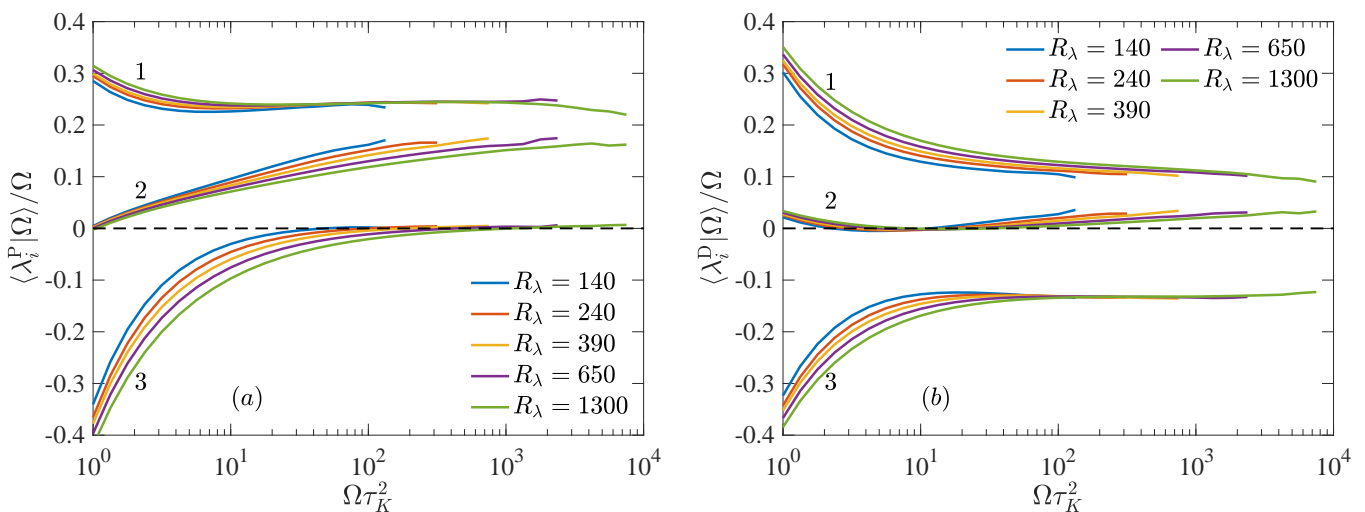 0.4
0.3
0.2
0.1
0
-0.1
-0.2
-0.3
-0.4
⟨λ_i^P|Ω⟩/Ω
1
2
3
(a)
R_λ = 140
R_λ = 240
R_λ = 390
R_λ = 650
R_λ = 1300
10^0
10^1
10^2
10^3
10^4
Ωτ_K^2
0.4
0.3
0.2
0.1
0
-0.1
-0.2
-0.3
-0.4
⟨λ_i^D|Ω⟩/Ω
R_λ = 140
R_λ = 240
R_λ = 390
R_λ = 650
R_λ = 1300
1
2
3
(b)
10^0
10^1
10^2
10^3
10^4
Ωτ_K^2